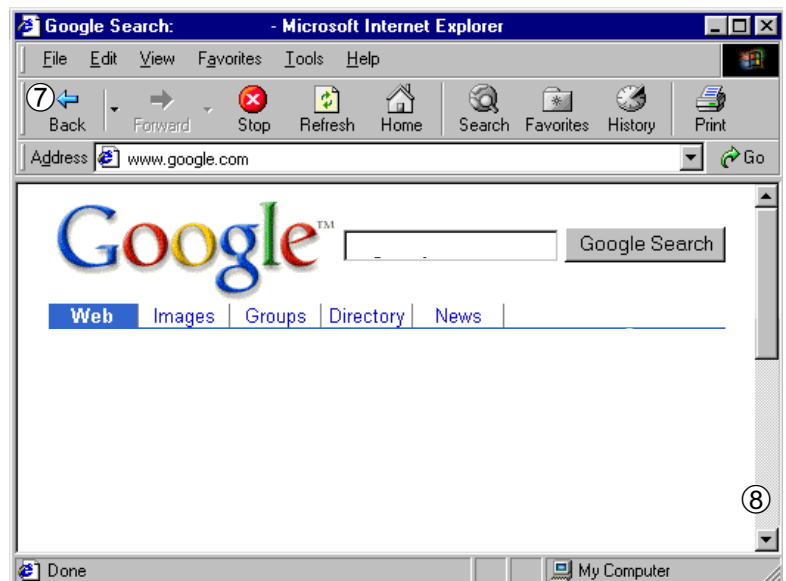 Google Search: - Microsoft Internet Explorer
File Edit View Favorites Tools Help
⑦
Back Forward Stop Refresh Home Search Favorites History Print
Address www.google.com Go
Google™ Google Search
Web Images Groups Directory News
⑧
Done My Computer